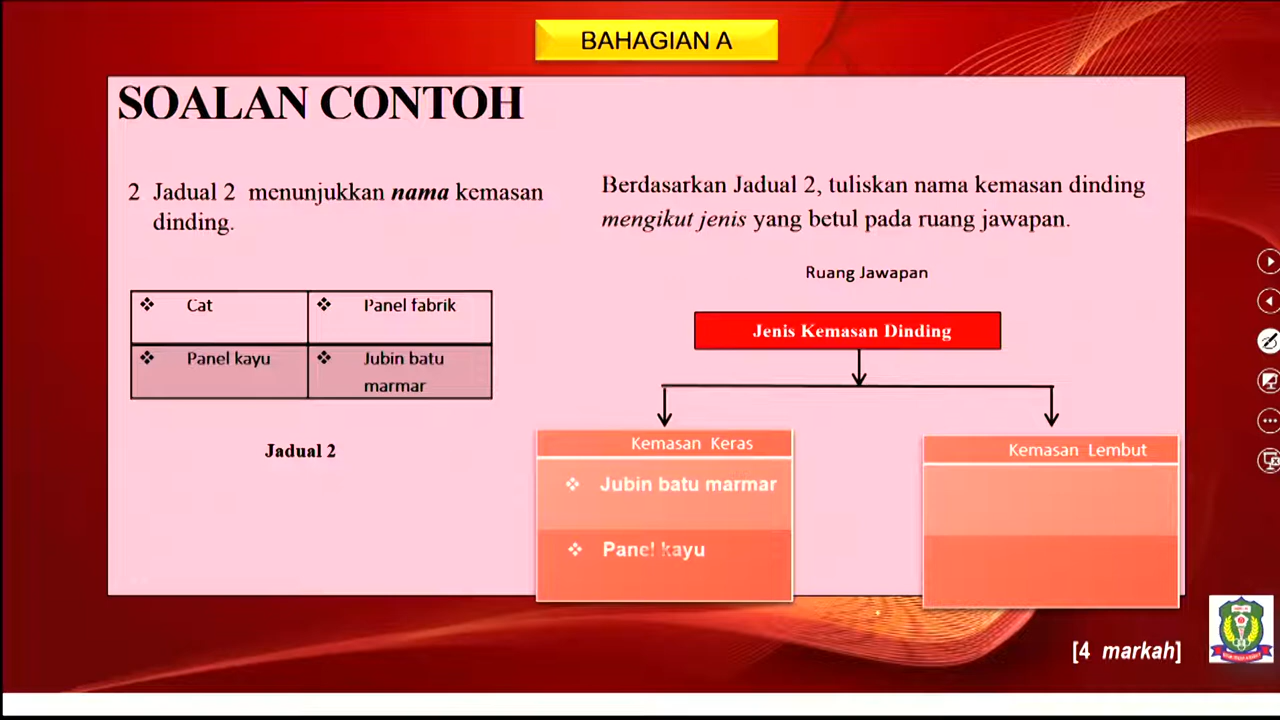 BAHAGIAN A
SOALAN CONTOH
2 Jadual 2 menunjukkan nama kemasan
dinding.
❖ Cat
❖ Panel fabrik
❖ Panel kayu
❖ Jubin batu
marmar
Jadual 2
Berdasarkan Jadual 2, tuliskan nama kemasan dinding
mengikut jenis yang betul pada ruang jawapan.
Ruang Jawapan
Jenis Kemasan Dinding
Kemasan Keras
❖ Jubin batu marmar
❖ Panel kayu
Kemasan Lembut
[4 markah]